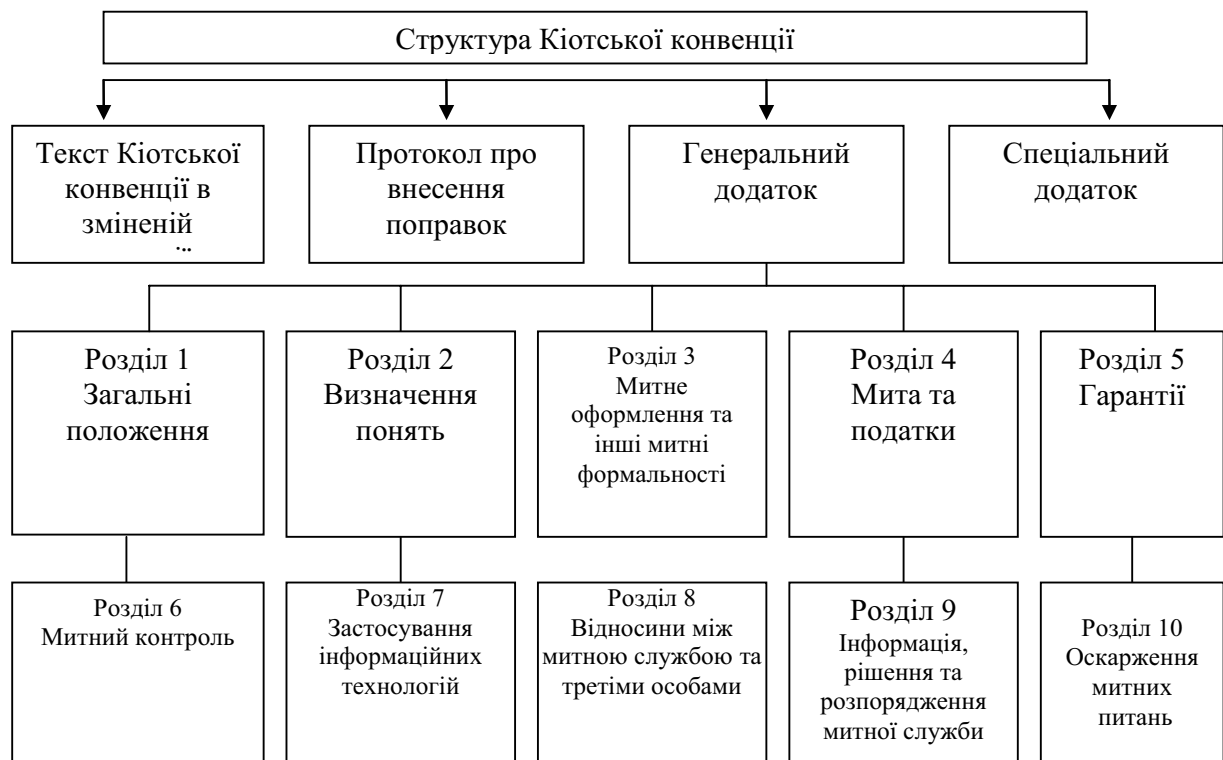 Структура Кіотської конвенції
Текст Кіотської
конвенції в
зміненій
Протокол про
внесення
поправок
Генеральний
додаток
Спеціальний
додаток
Розділ 1
Загальні
положення
Розділ 2
Визначення
понять
Розділ 3
Митне
оформлення та
інші митні
формальності
Розділ 4
Мита та
податки
Розділ 5
Гарантії
Розділ 6
Митний контроль
Розділ 7
Застосування
інформаційних
технологій
Розділ 8
Відносини між
митною службою та
третіми особами
Розділ 9
Інформація,
рішення та
розпорядження
митної служби
Розділ 10
Оскарження
митних
питань